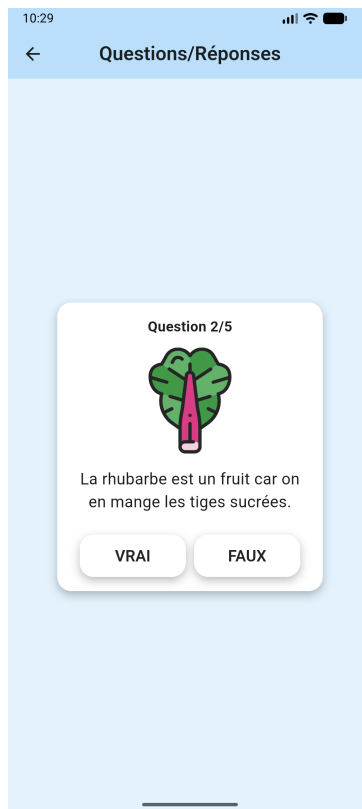 10:29
Questions/Réponses
Question 2/5
La rhubarbe est un fruit car on
en mange les tiges sucrées.
VRAI
FAUX